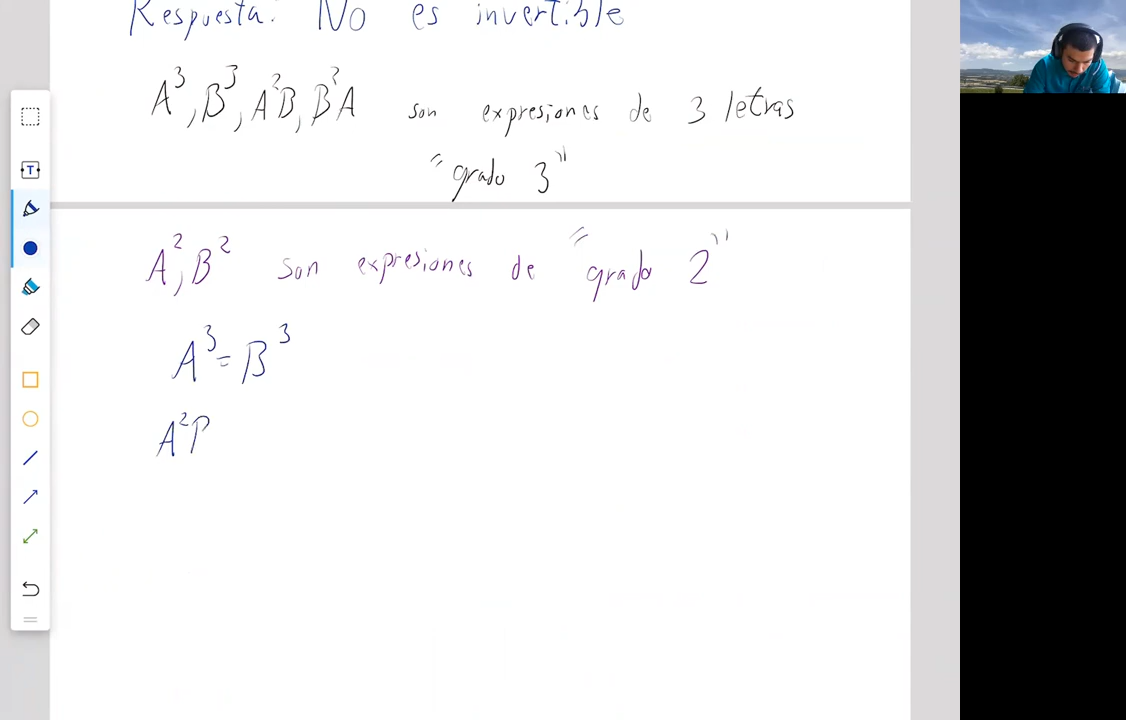 Respuesta: No es invertible
A³, B³, A²B, B²A son expresiones de 3 letras
"grado 3"
A², B² son expresiones de "grado 2"
A³ = B³
A²P